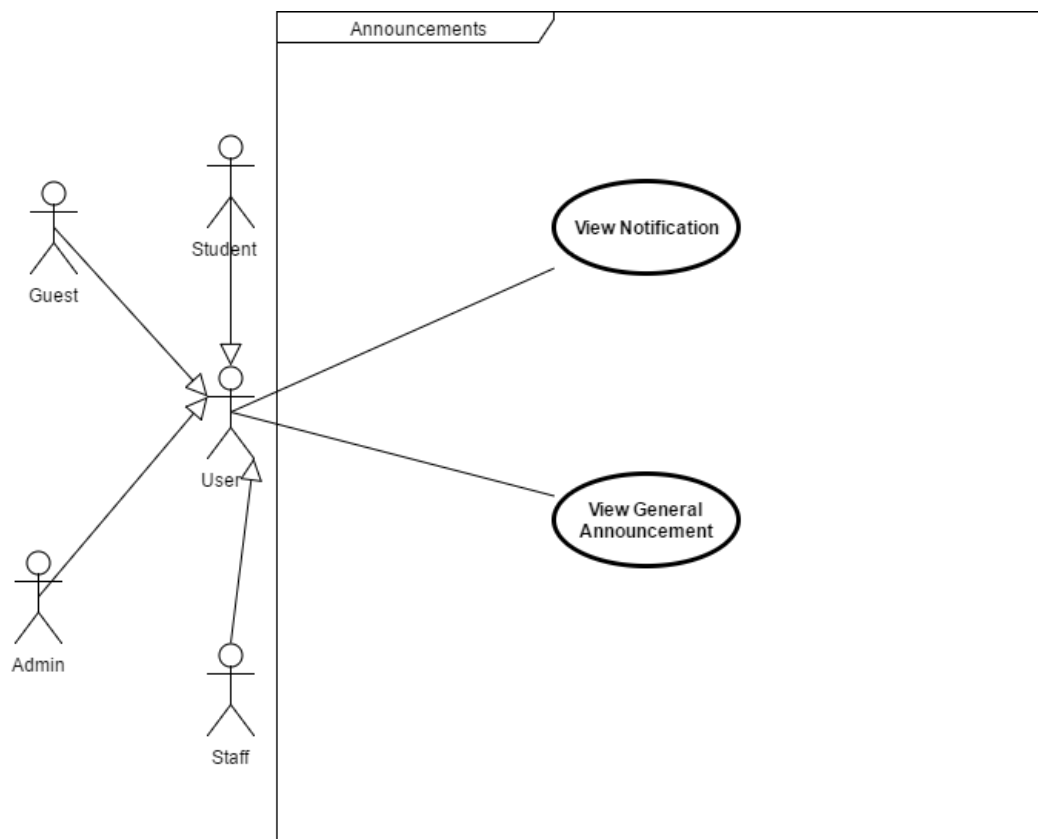 Announcements
Student
Guest
View Notification
User
View General
Announcement
Admin
Staff